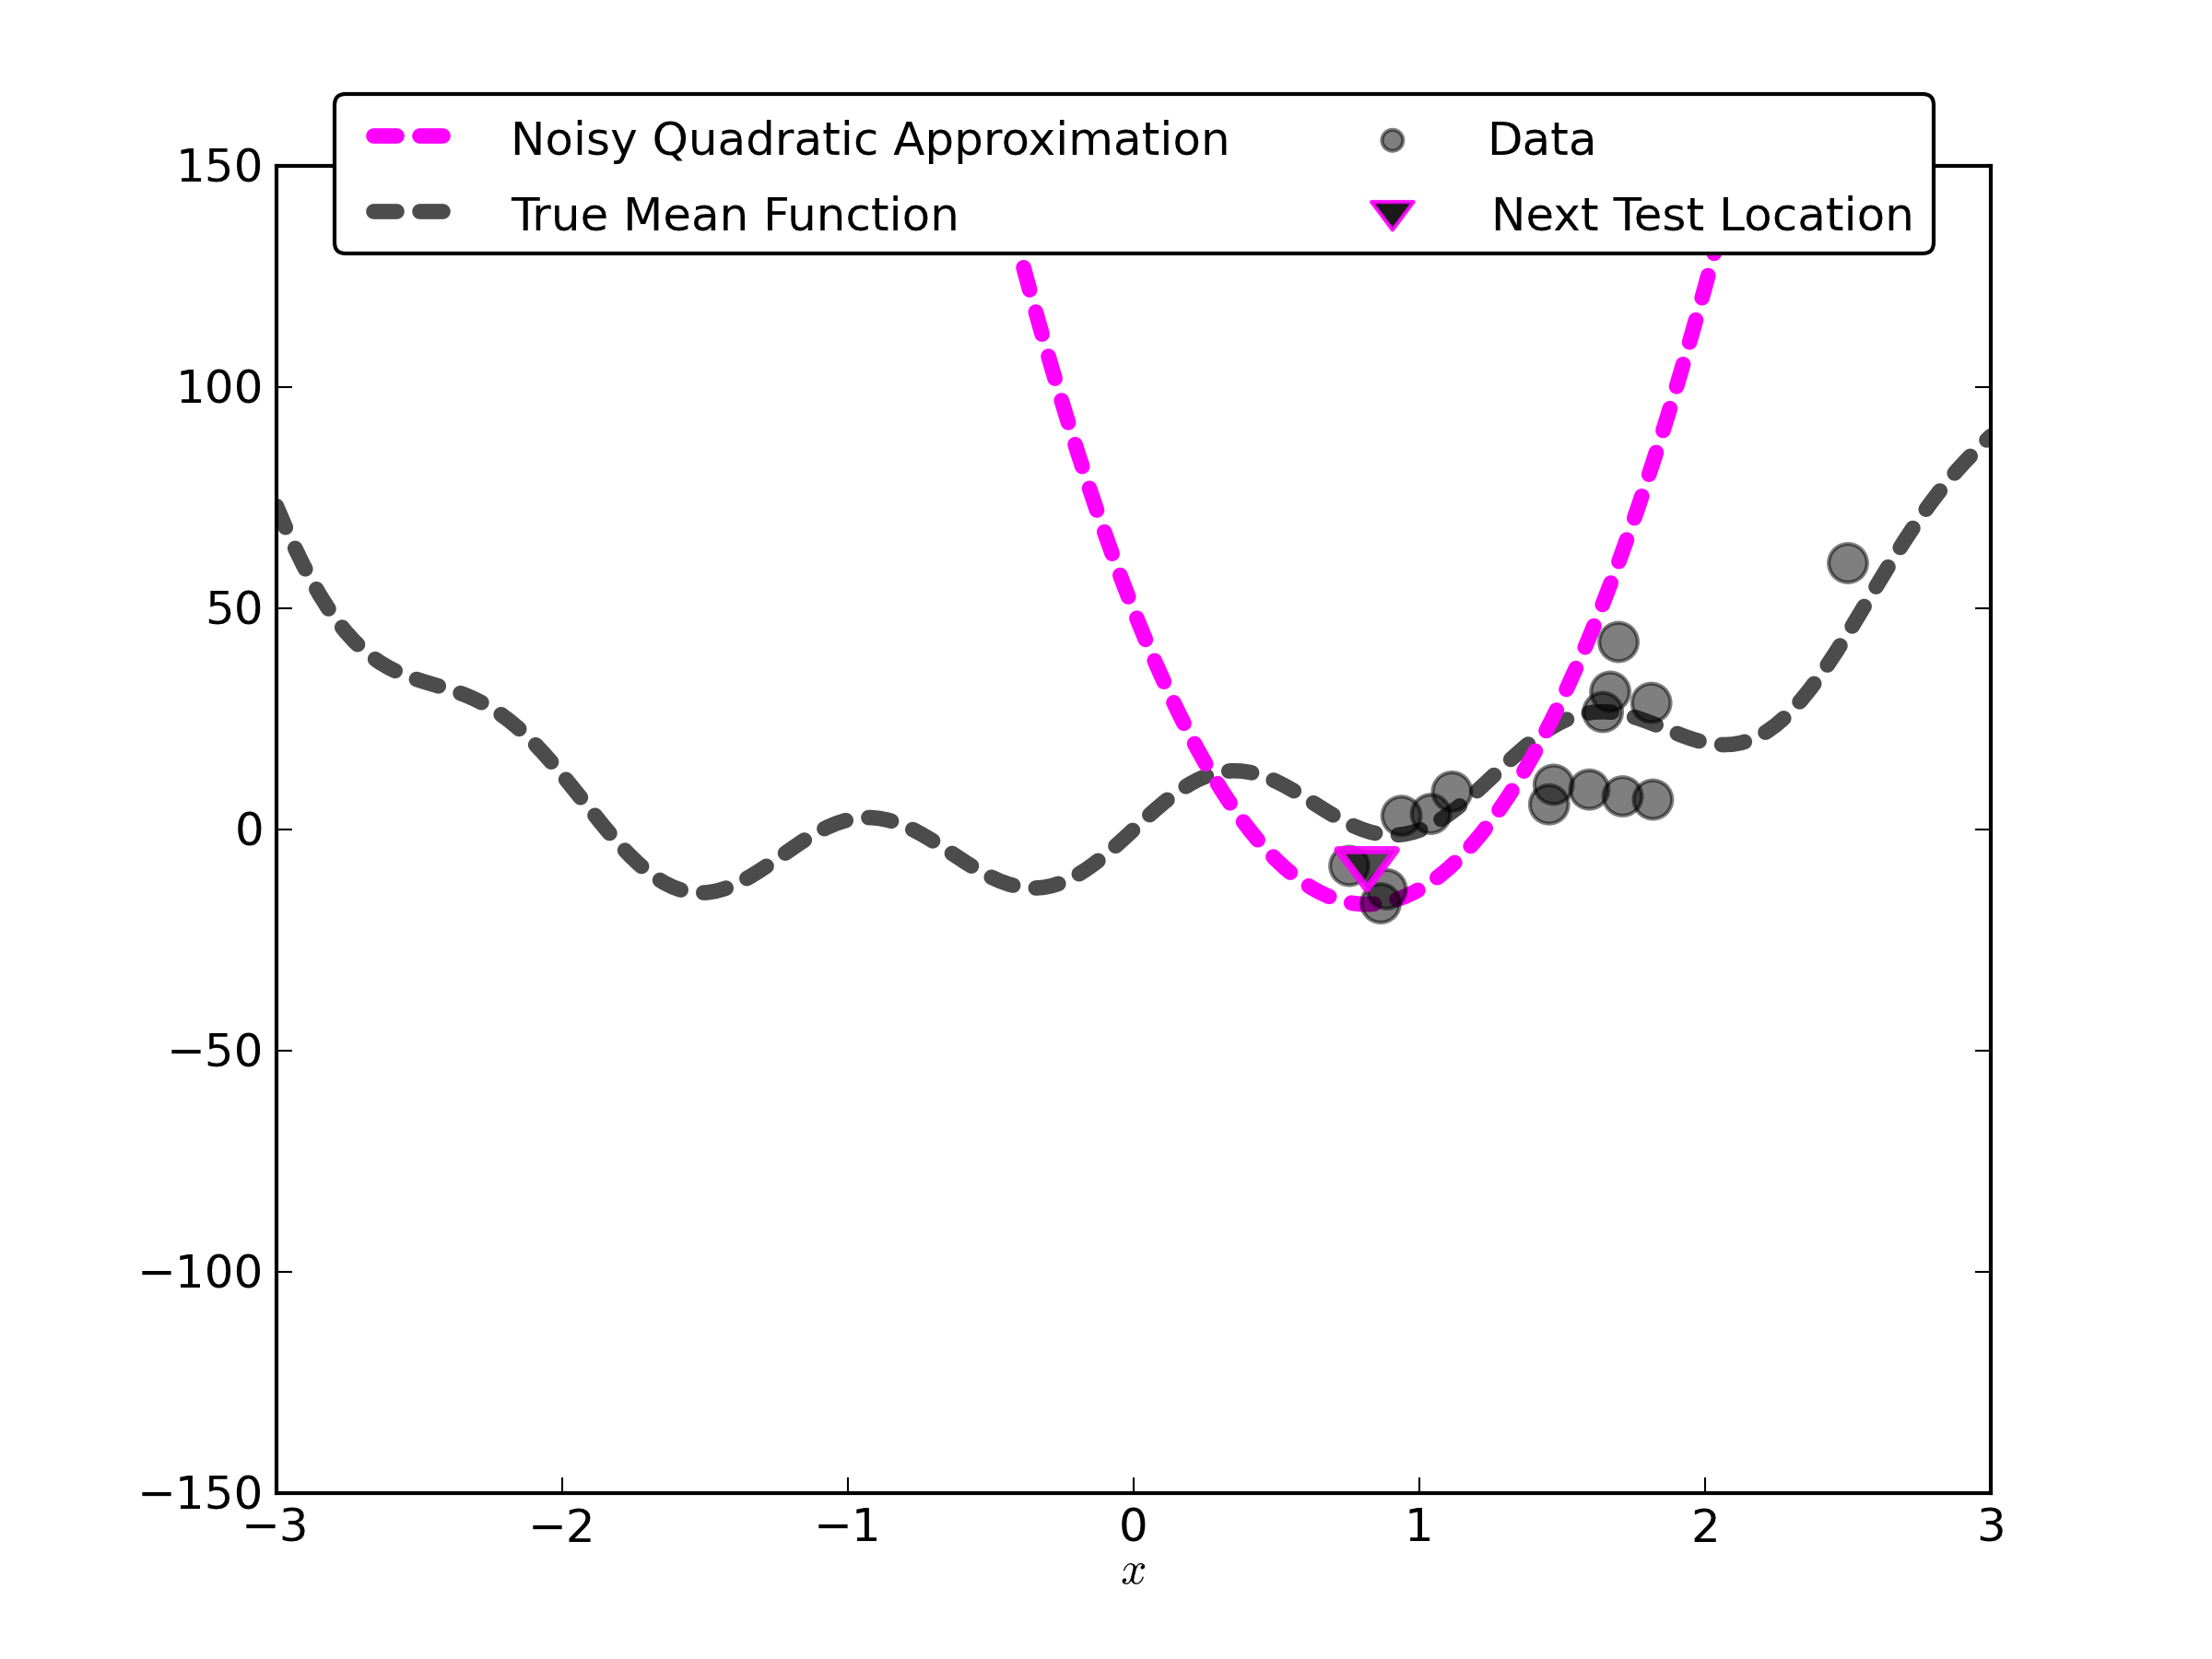 Noisy Quadratic Approximation
True Mean Function
Data
Next Test Location
150
100
50
0
−50
−100
−150
−3
−2
−1
0
1
2
3
x